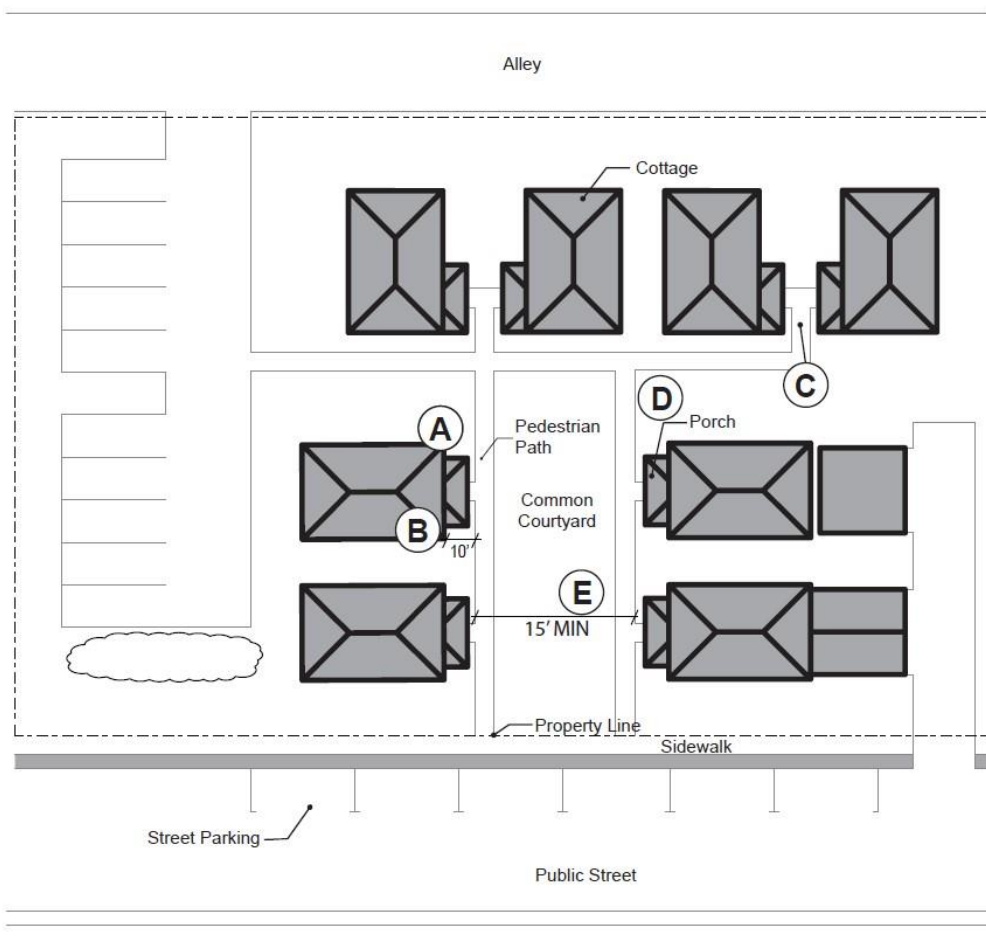 Alley
Cottage
C
D
A
Porch
Pedestrian
Path
Common
Courtyard
B
10'
E
15' MIN
Property Line
Sidewalk
Street Parking
Public Street